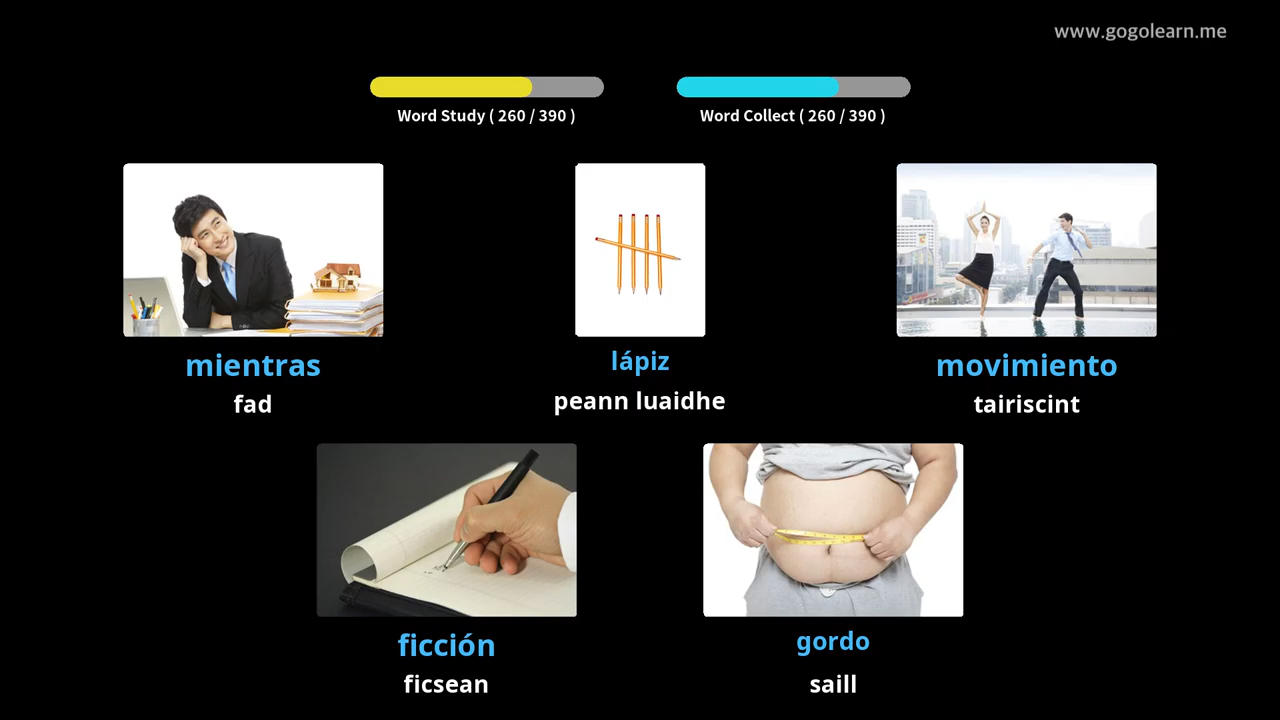 www.gogolearn.me
Word Study ( 260 / 390 )
Word Collect ( 260 / 390 )
mientras
fad
lápiz
peann luaidhe
movimiento
tairiscint
ficción
ficsean
gordo
saill